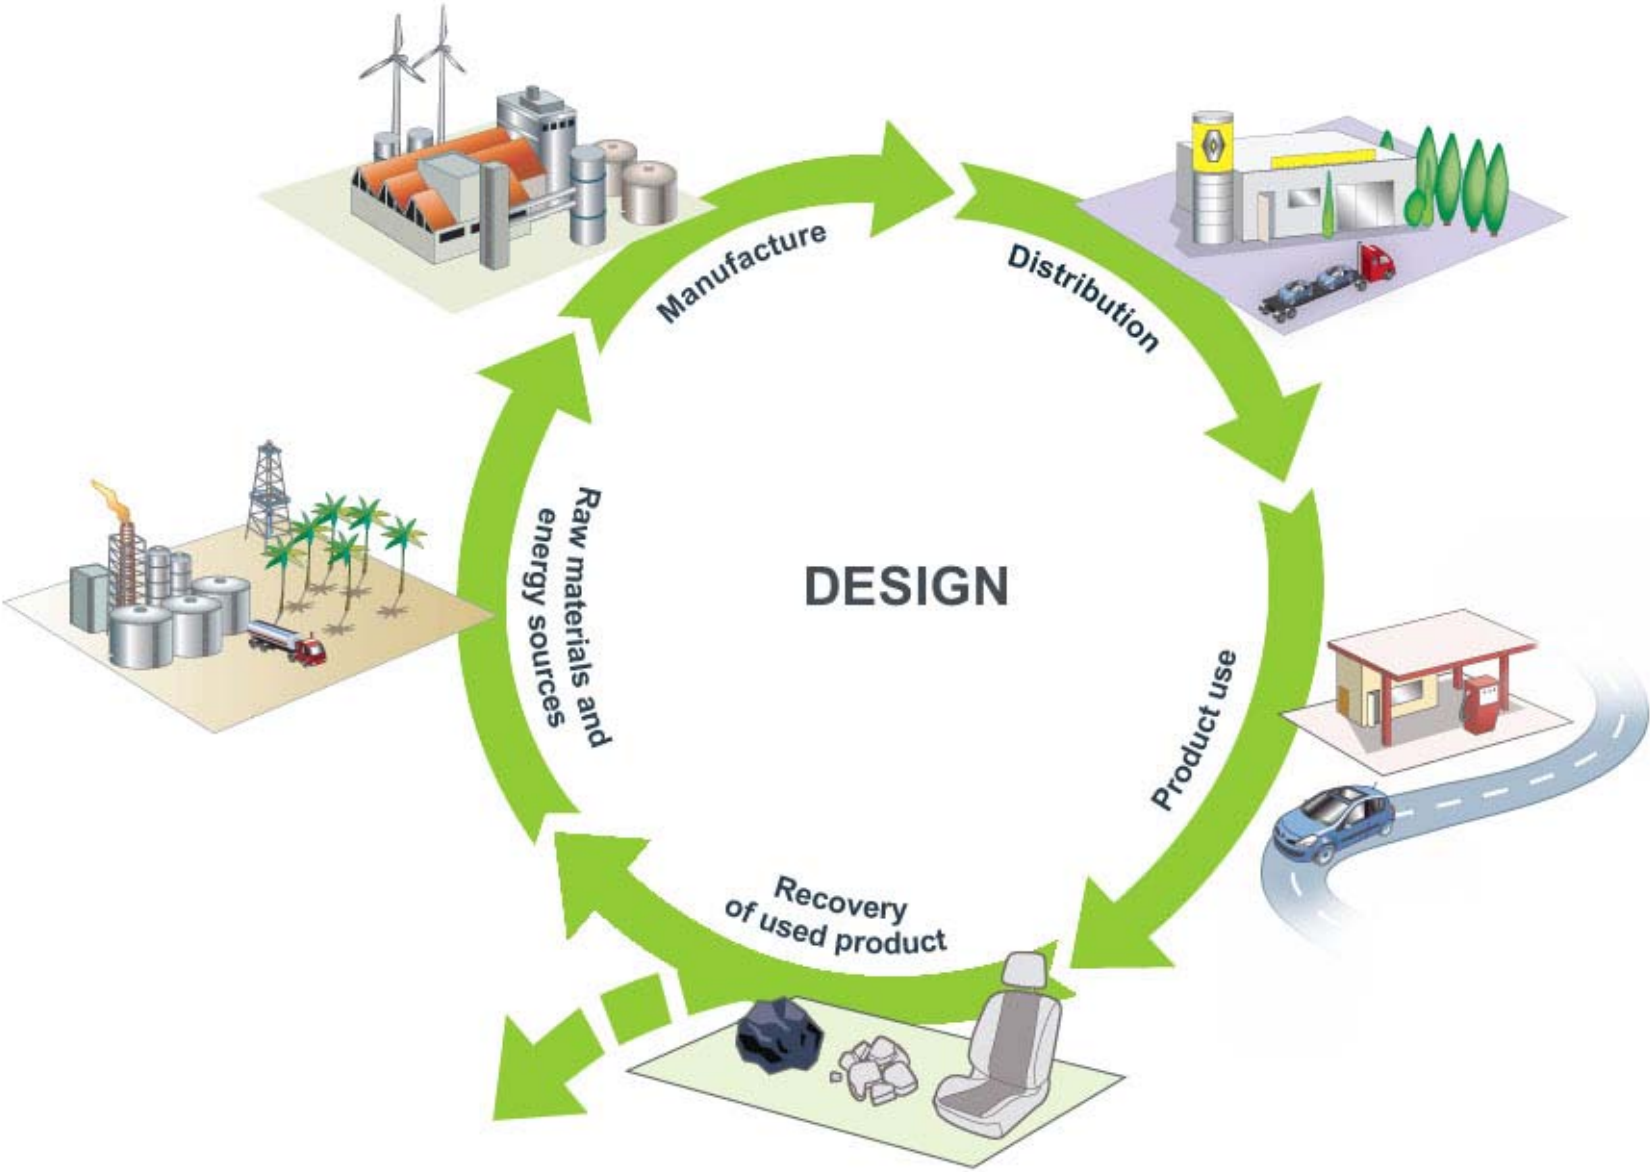 Manufacture
Distribution
Raw materials and
energy sources
DESIGN
Product use
Recovery
of used product